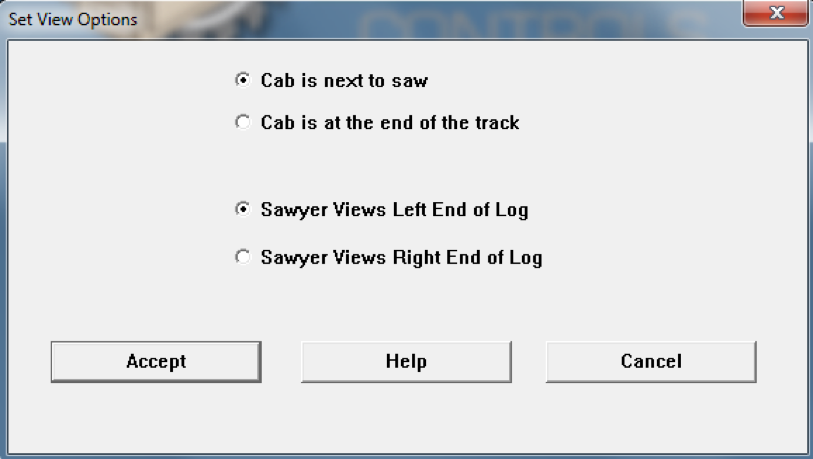 Set View Options
CONTROLS
Cab is next to saw
Cab is at the end of the track
Sawyer Views Left End of Log
Sawyer Views Right End of Log
Accept
Help
Cancel